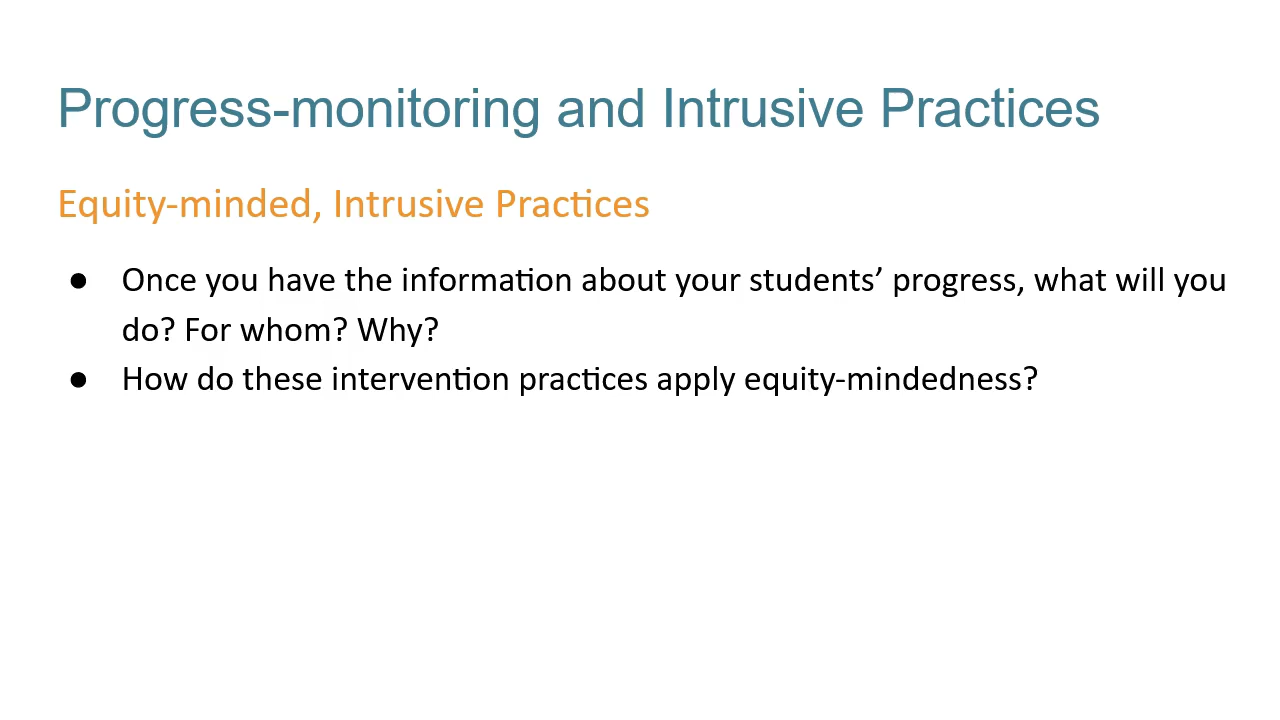 Progress-monitoring and Intrusive Practices
Equity-minded, Intrusive Practices
● Once you have the information about your students’ progress, what will you
do? For whom? Why?
● How do these intervention practices apply equity-mindedness?